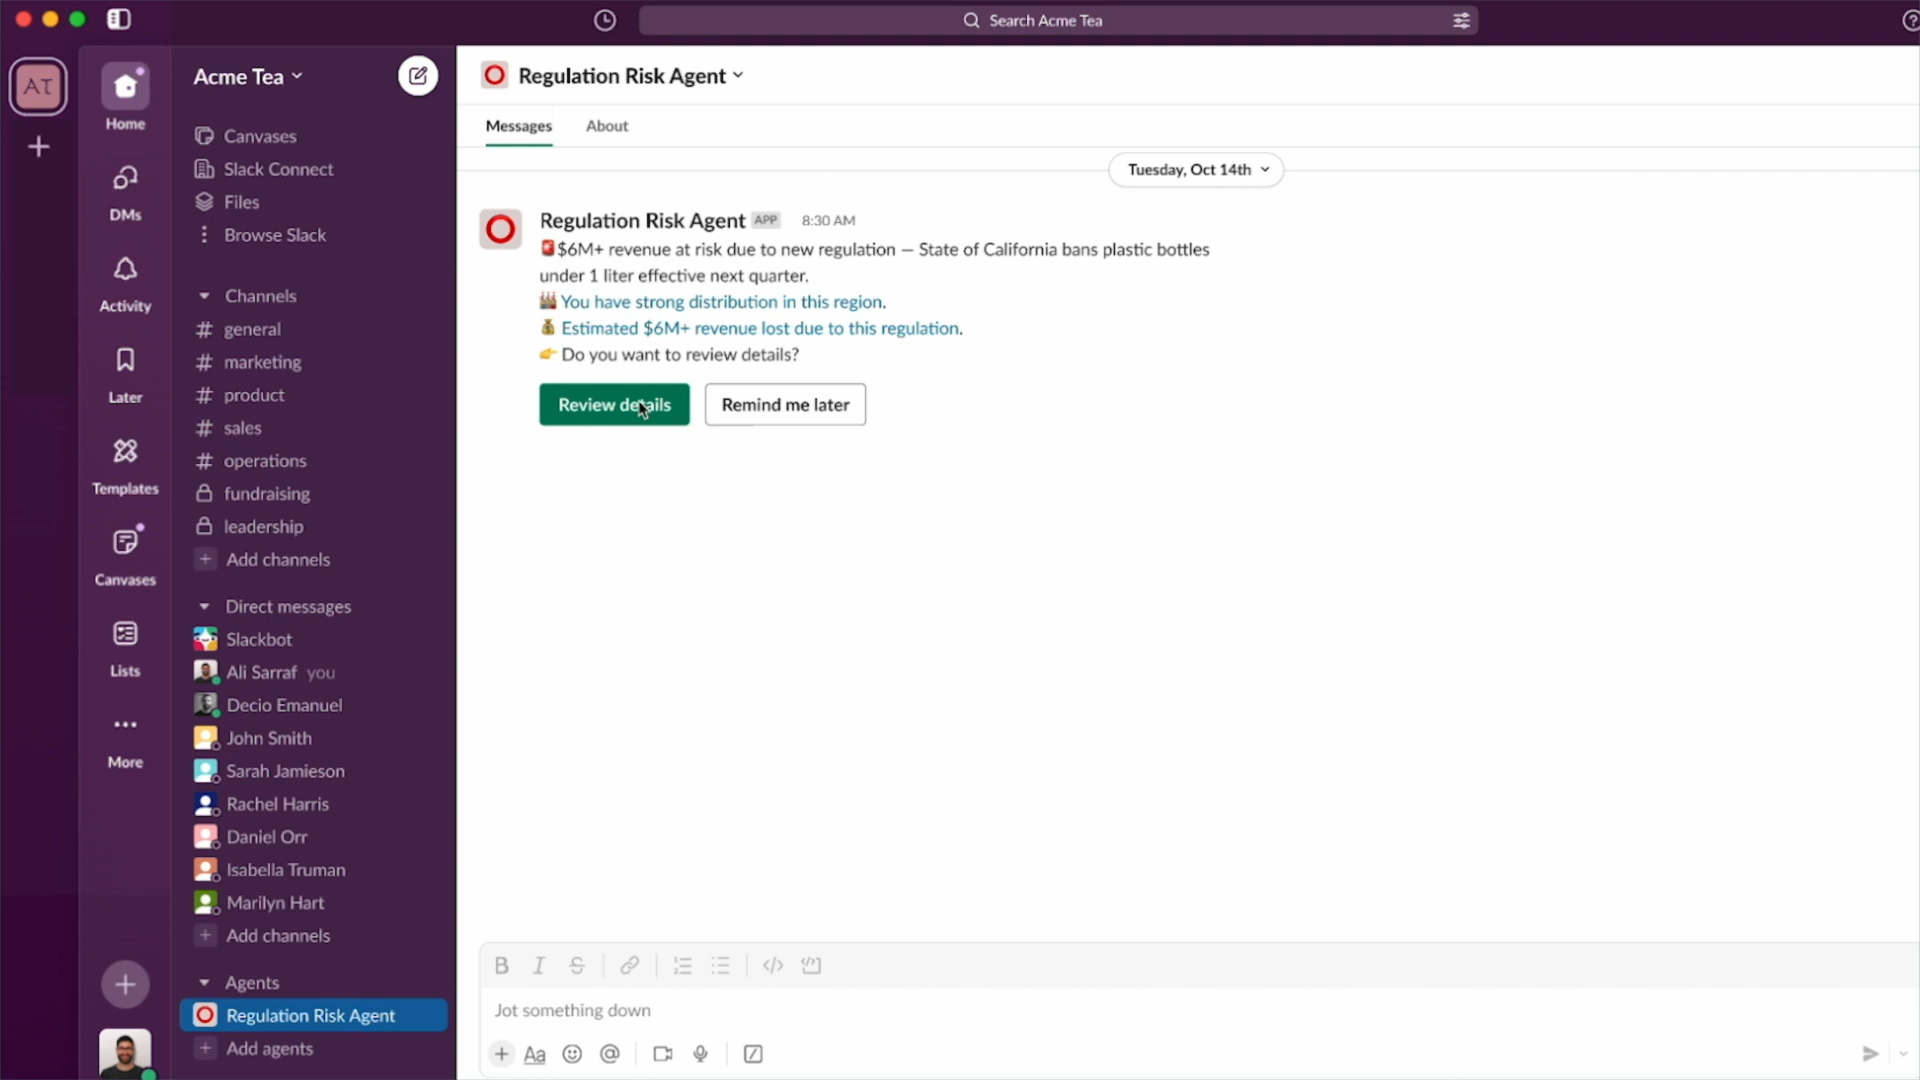 Search Acme Tea
AT
Home
DMs
Activity
Later
Templates
Canvases
Lists
More
Acme Tea
Canvases
Slack Connect
Files
Browse Slack
Channels
# general
# marketing
# product
# sales
# operations
fundraising
leadership
+ Add channels
Direct messages
Slackbot
Ali Sarraf you
Decio Emanuel
John Smith
Sarah Jamieson
Rachel Harris
Daniel Orr
Isabella Truman
Marilyn Hart
+ Add channels
Agents
Regulation Risk Agent
+ Add agents
Regulation Risk Agent
Messages About
Tuesday, Oct 14th
Regulation Risk Agent APP 8:30 AM
$6M+ revenue at risk due to new regulation — State of California bans plastic bottles
under 1 liter effective next quarter.
You have strong distribution in this region.
Estimated $6M+ revenue lost due to this regulation.
Do you want to review details?
Review details Remind me later
B I S
Jot something down
Aa